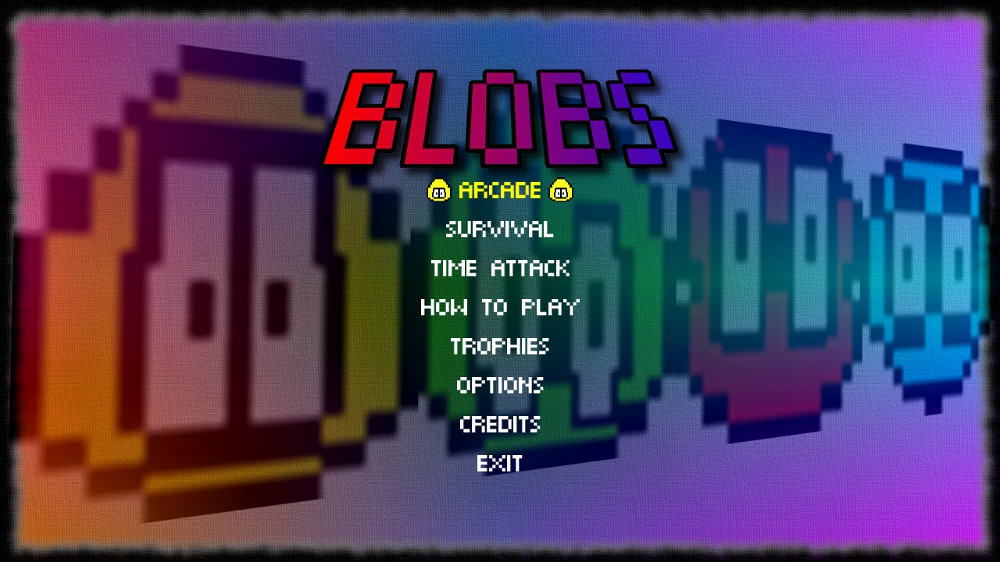 BLOBS
ARCADE
SURVIVAL
TIME ATTACK
HOW TO PLAY
TROPHIES
OPTIONS
CREDITS
EXIT